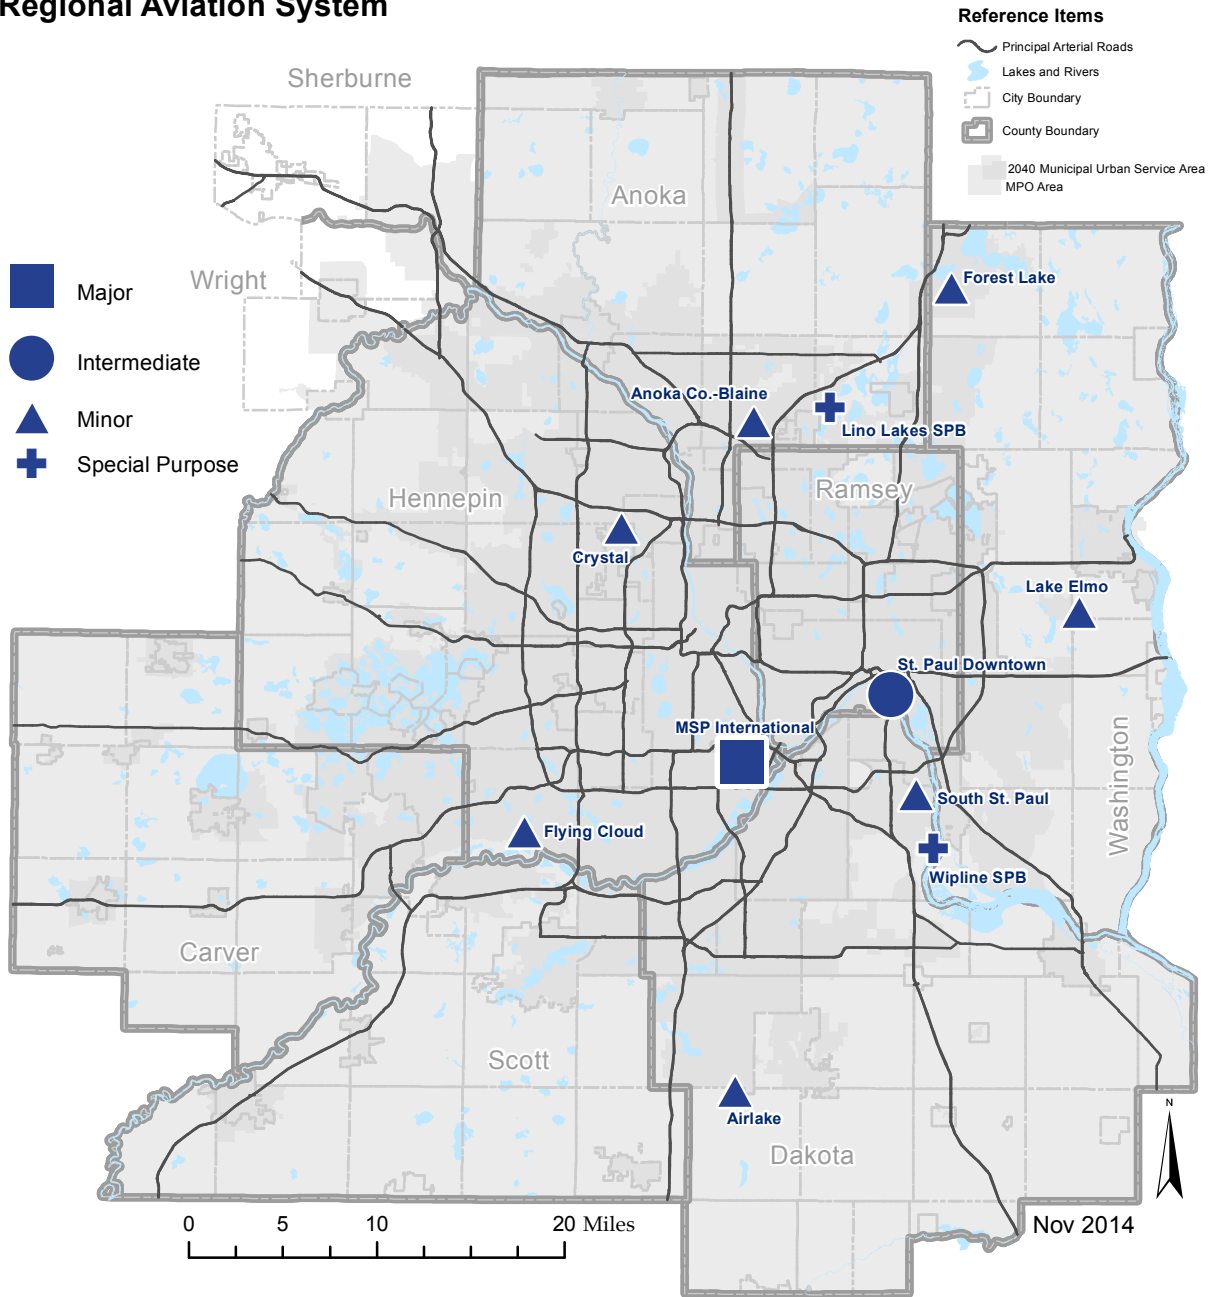 Regional Aviation System
Reference Items
Principal Arterial Roads
Lakes and Rivers
City Boundary
County Boundary
2040 Municipal Urban Service Area
MPO Area
Sherburne
Anoka
Wright
Major
Intermediate
Minor
Special Purpose
Forest Lake
Anoka Co.-Blaine
Lino Lakes SPB
Hennepin
Ramsey
Crystal
Lake Elmo
St. Paul Downtown
MSP International
Washington
South St. Paul
Flying Cloud
Wipline SPB
Carver
Scott
Airlake
Dakota
N
0 5 10 20 Miles
Nov 2014